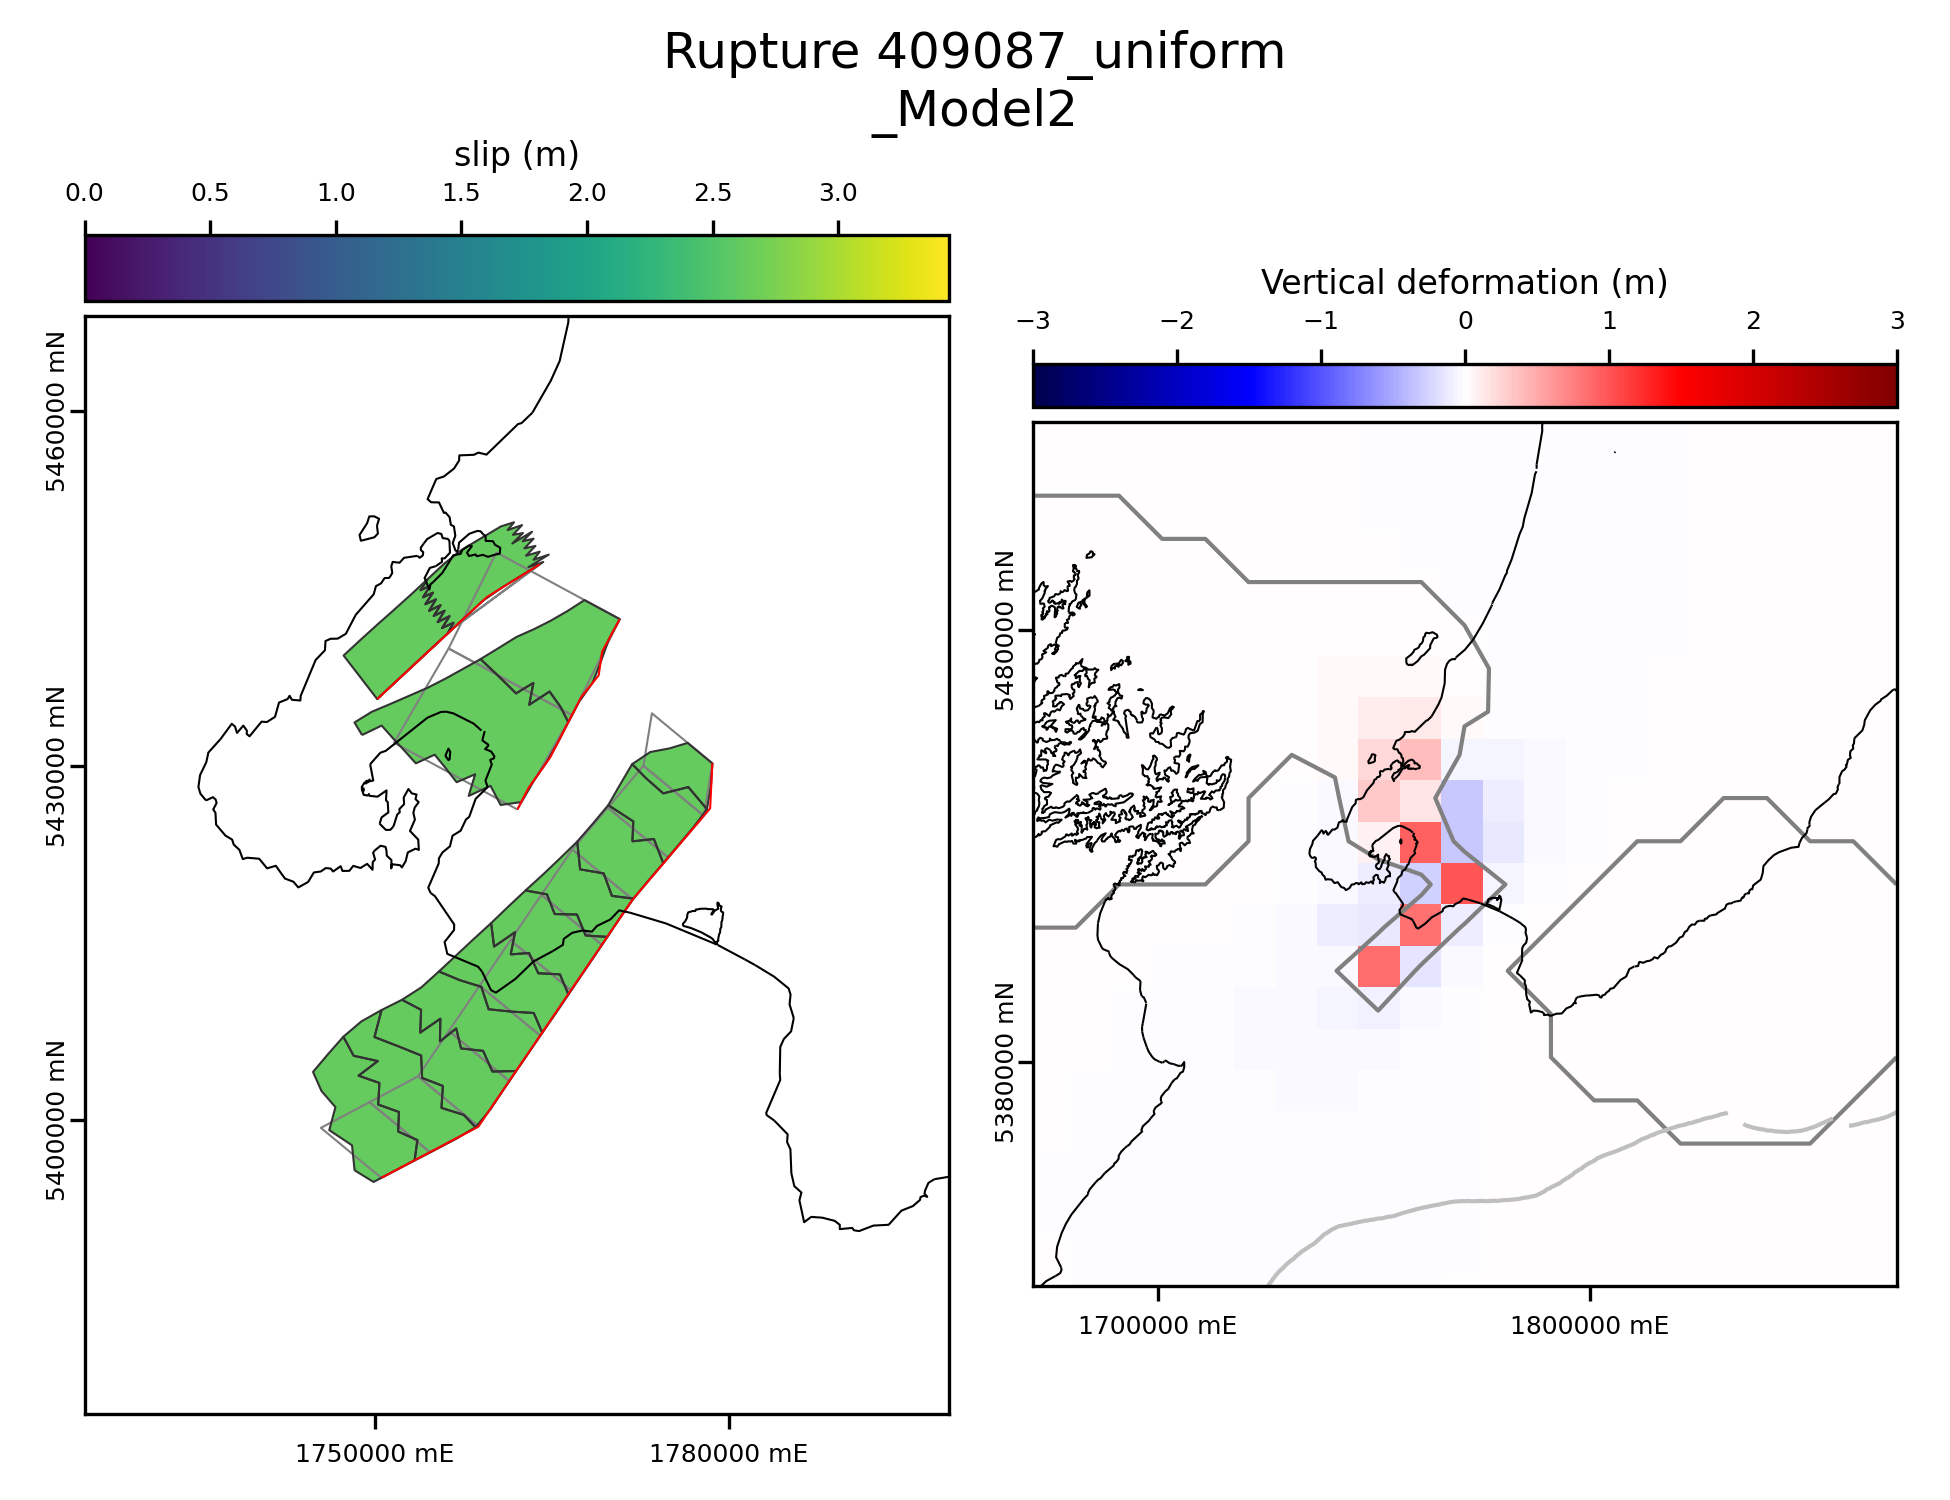 Rupture 409087_uniform
_Model2
slip (m)
0.0 0.5 1.0 1.5 2.0 2.5 3.0
5460000 mN
5430000 mN
5400000 mN
1750000 mE 1780000 mE
Vertical deformation (m)
−3 −2 −1 0 1 2 3
5480000 mN
5380000 mN
1700000 mE 1800000 mE